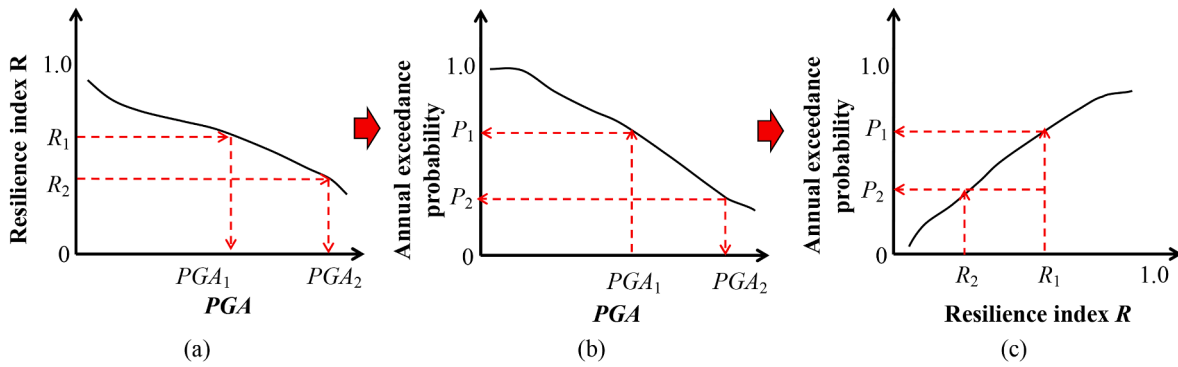 Resilience index R
1.0
R1
R2
0
PGA1
PGA2
PGA
(a)
Annual exceedance
probability
1.0
P1
P2
0
PGA1
PGA2
PGA
(b)
Annual exceedance
probability
1.0
P1
P2
0
R2
R1
1.0
Resilience index R
(c)